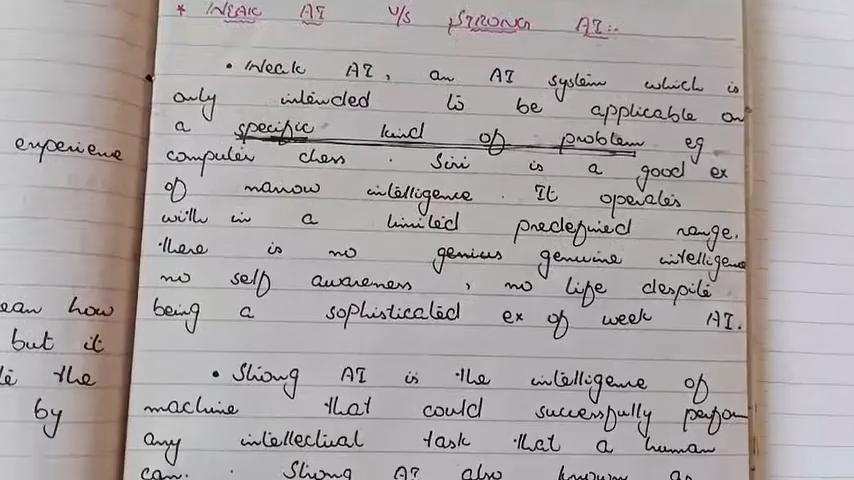 * WEAK AI V/S STRONG AI :-
• Weak AI, an AI system which is
only intended to be applicable on
a specific kind of problem eg
experience
computer chess. Siri is a good ex
of narrow intelligence. It operates
with in a limited predefined range.
there is no genius genuine intelligence
no self awareness, no life despite
being a sophisticated ex of week AI.
how
but it
the
by
• Strong AI is the intelligence of
machine that could successfully perform
any intellectual task that a human
can. Strong AI also known as